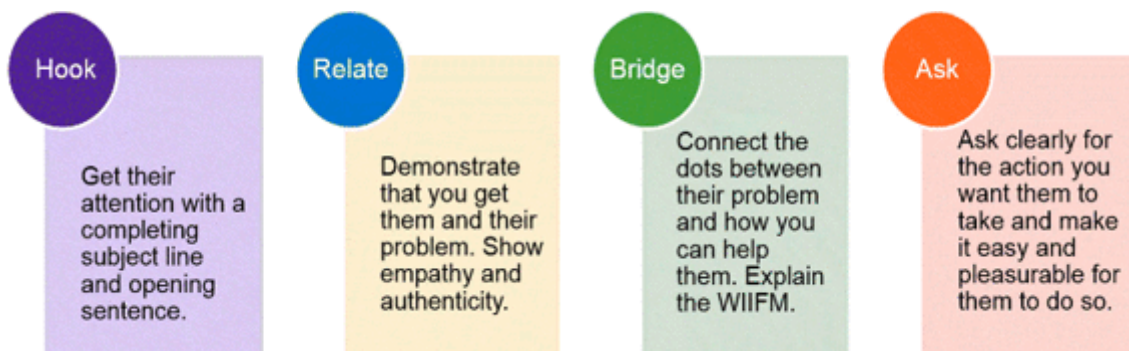 Hook
Get their
attention with a
completing
subject line
and opening
sentence.
Relate
Demonstrate
that you get
them and their
problem. Show
empathy and
authenticity.
Bridge
Connect the
dots between
their problem
and how you
can help
them. Explain
the WIIFM.
Ask
Ask clearly for
the action you
want them to
take and make
it easy and
pleasurable for
them to do so.